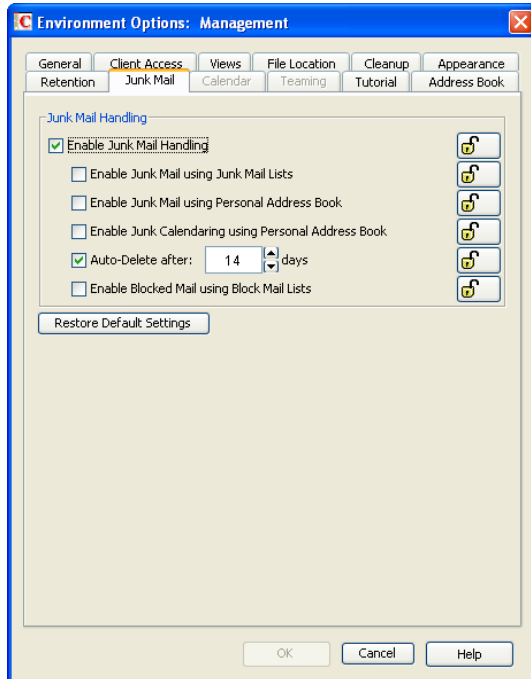 Environment Options: Management
General Client Access Views File Location Cleanup Appearance
Retention Junk Mail Calendar Teaming Tutorial Address Book
Junk Mail Handling
Enable Junk Mail Handling
Enable Junk Mail using Junk Mail Lists
Enable Junk Mail using Personal Address Book
Enable Junk Calendaring using Personal Address Book
Auto-Delete after: 14 days
Enable Blocked Mail using Block Mail Lists
Restore Default Settings
OK Cancel Help